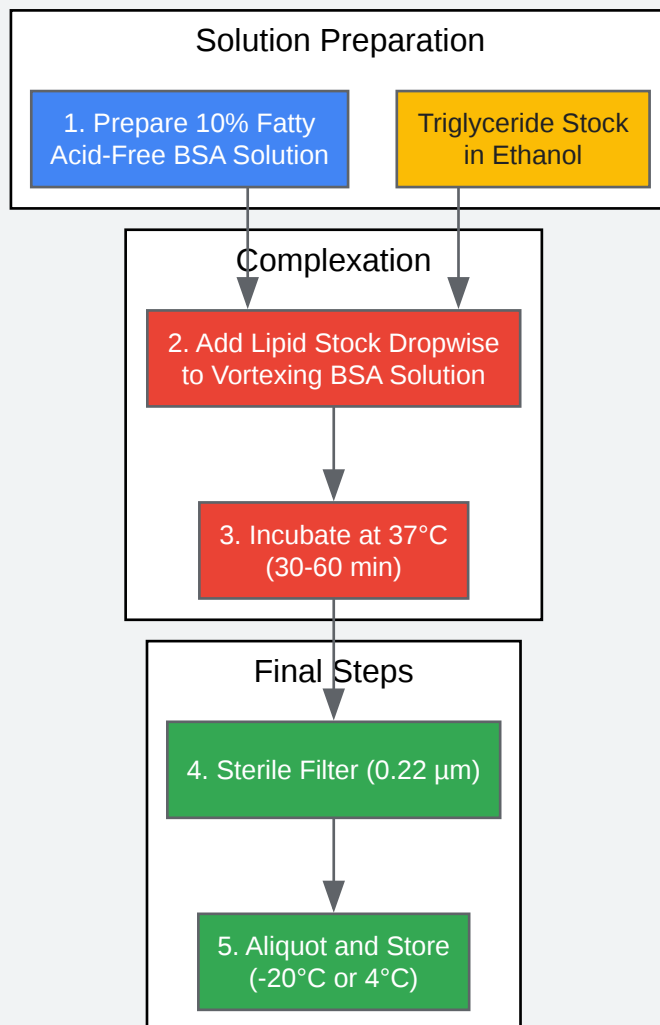 Solution Preparation
1. Prepare 10% Fatty
Acid-Free BSA Solution
Triglyceride Stock
in Ethanol
Complexation
2. Add Lipid Stock Dropwise
to Vortexing BSA Solution
3. Incubate at 37°C
(30-60 min)
Final Steps
4. Sterile Filter (0.22 µm)
5. Aliquot and Store
(-20°C or 4°C)